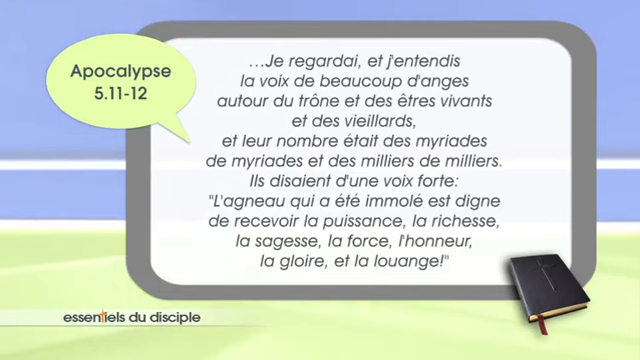 Apocalypse
5.11-12
…Je regardai, et j'entendis
la voix de beaucoup d'anges
autour du trône et des êtres vivants
et des vieillards,
et leur nombre était des myriades
de myriades et des milliers de milliers.
Ils disaient d'une voix forte:
"L'agneau qui a été immolé est digne
de recevoir la puissance, la richesse,
la sagesse, la force, l'honneur,
la gloire, et la louange!"
essentiels du disciple